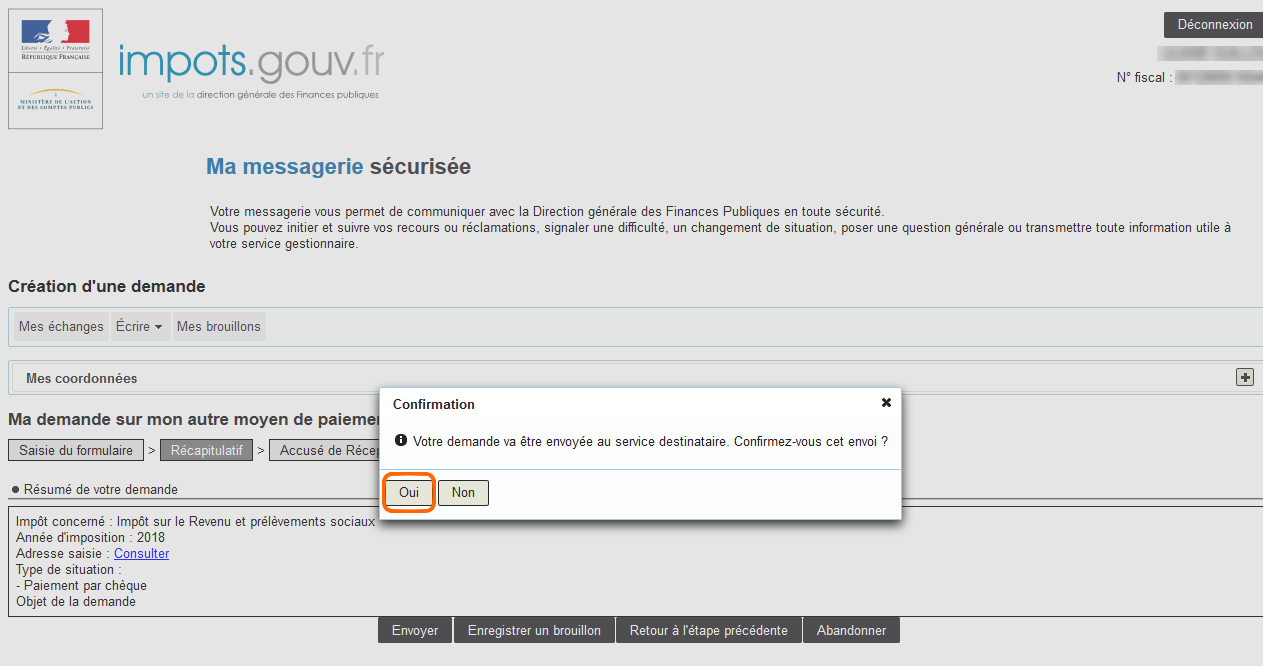 Liberté • Égalité • Fraternité
RÉPUBLIQUE FRANÇAISE
MINISTÈRE DE L'ACTION
ET DES COMPTES PUBLICS
impots.gouv.fr
un site de la direction générale des Finances publiques
Déconnexion
N° fiscal :
Ma messagerie sécurisée
Votre messagerie vous permet de communiquer avec la Direction générale des Finances Publiques en toute sécurité.
Vous pouvez initier et suivre vos recours ou réclamations, signaler une difficulté, un changement de situation, poser une question générale ou transmettre toute information utile à
votre service gestionnaire.
Création d'une demande
Mes échanges Écrire Mes brouillons
Mes coordonnées
Confirmation
Votre demande va être envoyée au service destinataire. Confirmez-vous cet envoi ?
Oui Non
Ma demande sur mon autre moyen de paieme
Saisie du formulaire > Récapitulatif > Accusé de Récep
Résumé de votre demande
Impôt concerné : Impôt sur le Revenu et prélèvements sociaux
Année d'imposition : 2018
Adresse saisie : Consulter
Type de situation :
- Paiement par chèque
Objet de la demande
Envoyer Enregistrer un brouillon Retour à l'étape précédente Abandonner